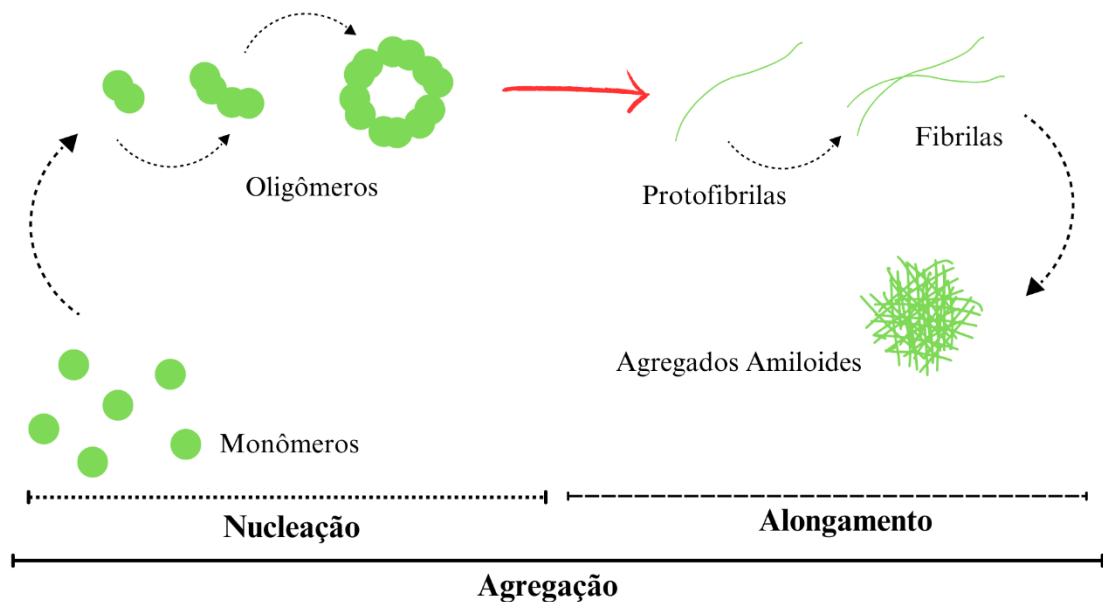 Oligômeros
Protofibrilas
Fibrilas
Agregados Amiloides
Monômeros
Nucleação
Alongamento
Agregação